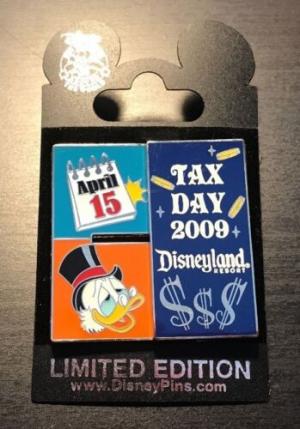 April
15
TAX
DAY
2009
Disneyland
RESORT
$$$
LIMITED EDITION
www.DisneyPins.com